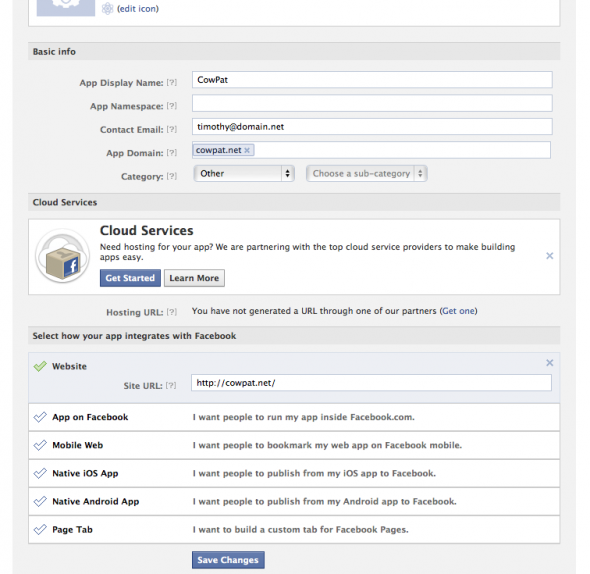 (edit icon)
Basic info
App Display Name: [?] CowPat
App Namespace: [?]
Contact Email: [?] timothy@domain.net
App Domain: [?] cowpat.net ×
Category: [?] Other Choose a sub-category
Cloud Services
Cloud Services
Need hosting for your app? We are partnering with the top cloud service providers to make building
apps easy.
Get Started Learn More
Hosting URL: [?] You have not generated a URL through one of our partners (Get one)
Select how your app integrates with Facebook
Website
Site URL: [?] http://cowpat.net/
App on Facebook I want people to run my app inside Facebook.com.
Mobile Web I want people to bookmark my web app on Facebook mobile.
Native iOS App I want people to publish from my iOS app to Facebook.
Native Android App I want people to publish from my Android app to Facebook.
Page Tab I want to build a custom tab for Facebook Pages.
Save Changes